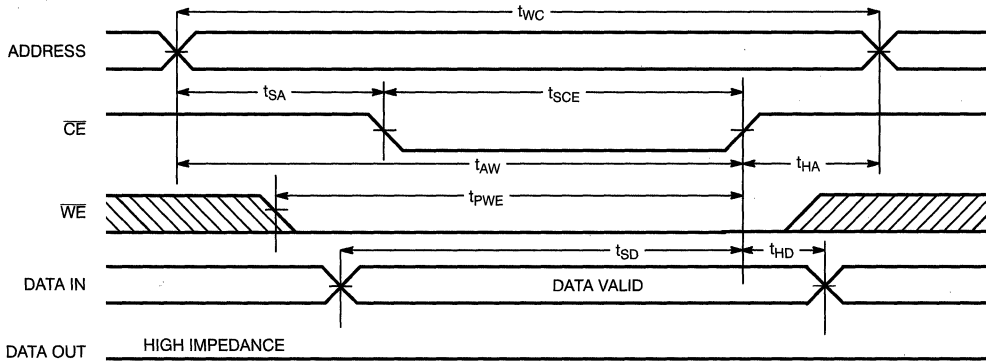 tWC
ADDRESS
tSA
tSCE
CE
tAW
tHA
tPWE
WE
tSD
tHD
DATA IN
DATA VALID
DATA OUT
HIGH IMPEDANCE